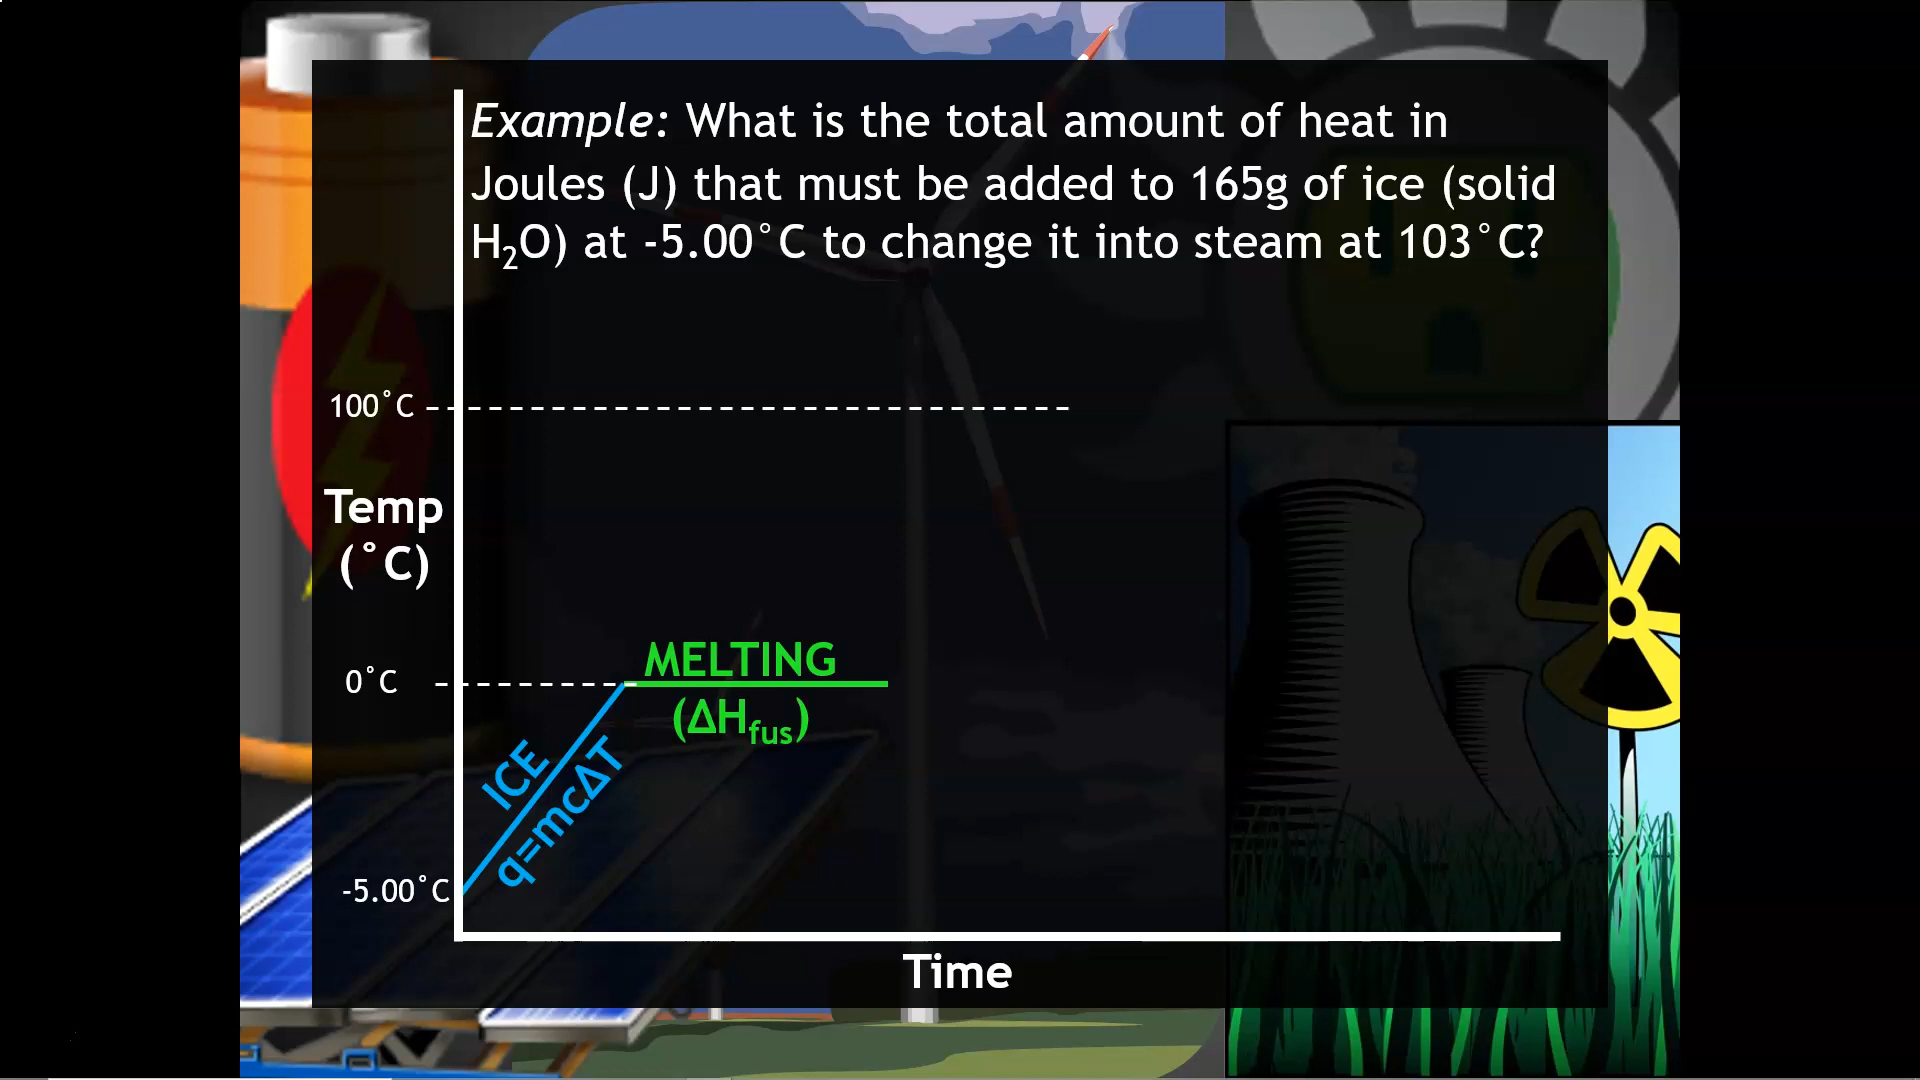 Example: What is the total amount of heat in
Joules (J) that must be added to 165g of ice (solid
H₂O) at -5.00˚C to change it into steam at 103˚C?
100˚C
Temp
(˚C)
MELTING
0˚C
(ΔHfus)
ICE
q=mcΔT
-5.00˚C
Time